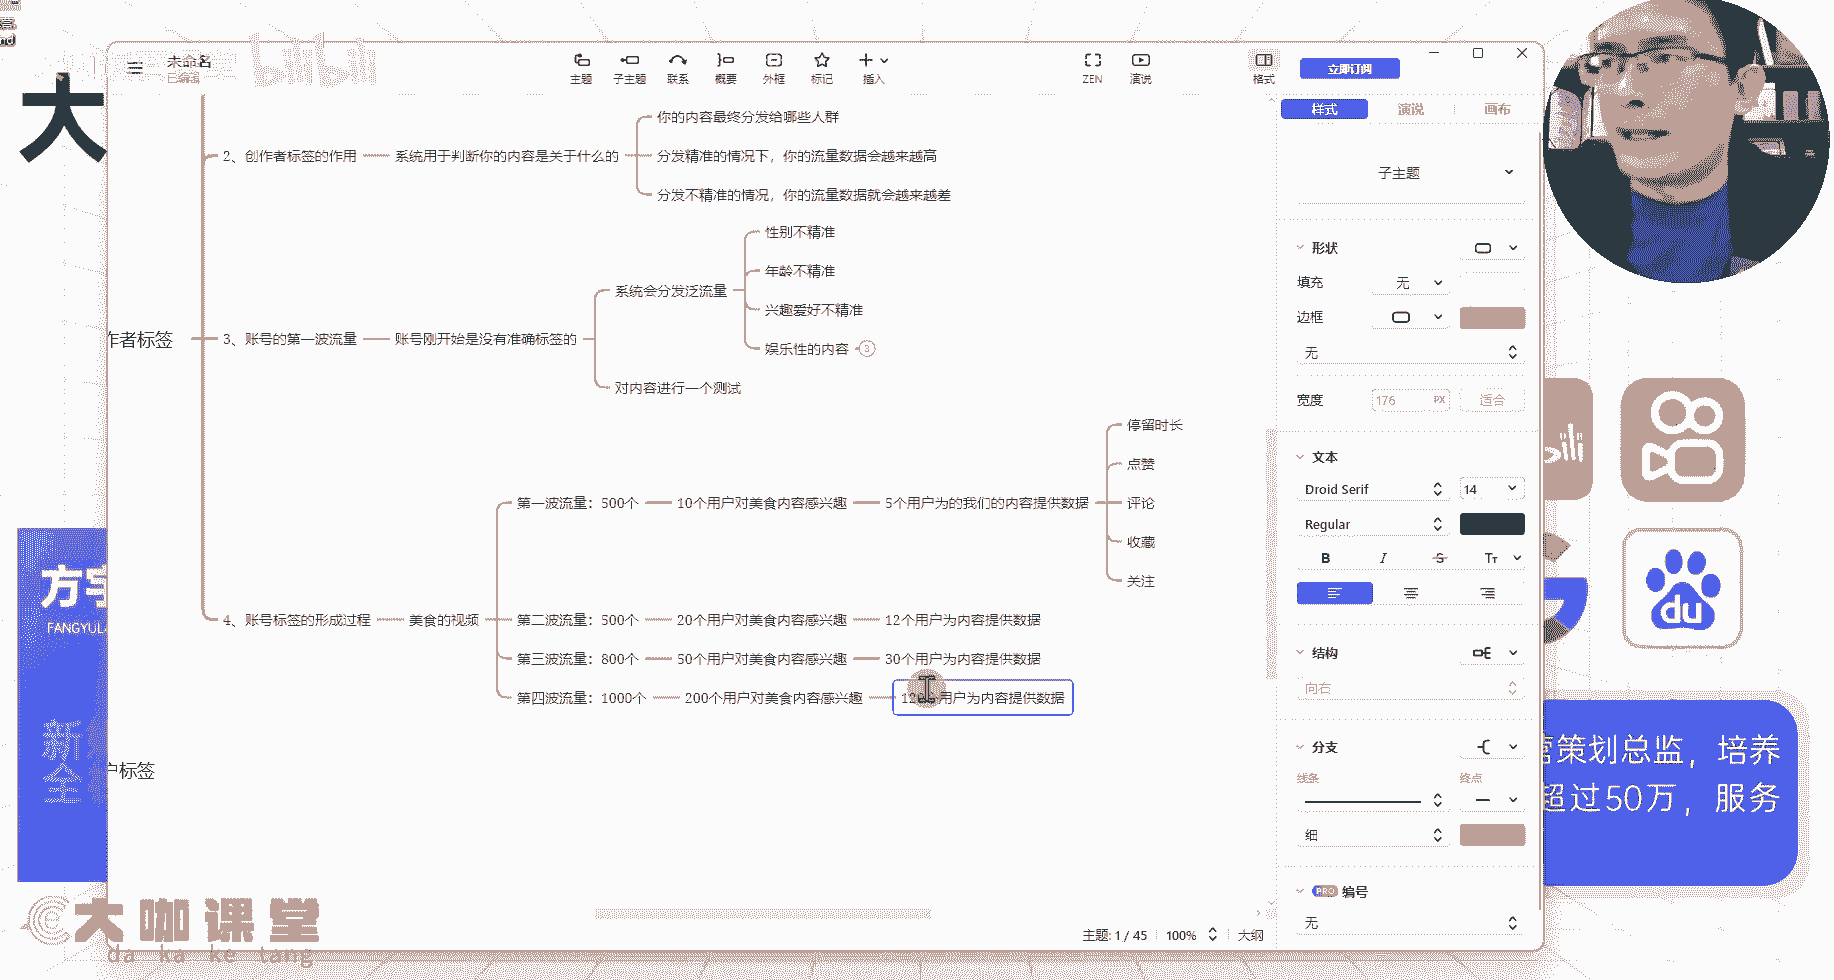 大
未命名
已编辑
bilibili
主题
子主题
联系
概要
外框
标记
插入
ZEN
演说
格式
立即订阅
样式
演说
画布
你的内容最终分发给哪些人群
2、创作者标签的作用
系统用于判断你的内容是关于什么的
分发精准的情况下，你的流量数据会越来越高
分发不精准的情况，你的流量数据就会越来越差
性别不精准
年龄不精准
系统会分发泛流量
兴趣爱好不精准
娱乐性的内容
3
作者标签
3、账号的第一波流量
账号刚开始是没有准确标签的
对内容进行一个测试
停留时长
点赞
第一波流量：500个
10个用户对美食内容感兴趣
5个用户为的我们的内容提供数据
评论
收藏
关注
4、账号标签的形成过程
美食的视频
第二波流量：500个
20个用户对美食内容感兴趣
12个用户为内容提供数据
第三波流量：800个
50个用户对美食内容感兴趣
30个用户为内容提供数据
第四波流量：1000个
200个用户对美食内容感兴趣
用户为内容提供数据
户标签
子主题
形状
填充
无
边框
无
宽度
176
PX
适合
文本
Droid Serif
14
Regular
B
I
S
TT
结构
向右
分支
线条
终点
细
PRO
编号
无
主题: 1 / 45
100%
大纲
FANGYU
新
全
bili
du
营策划总监，培养
超过50万，服务
大咖课堂
da ka ke tang